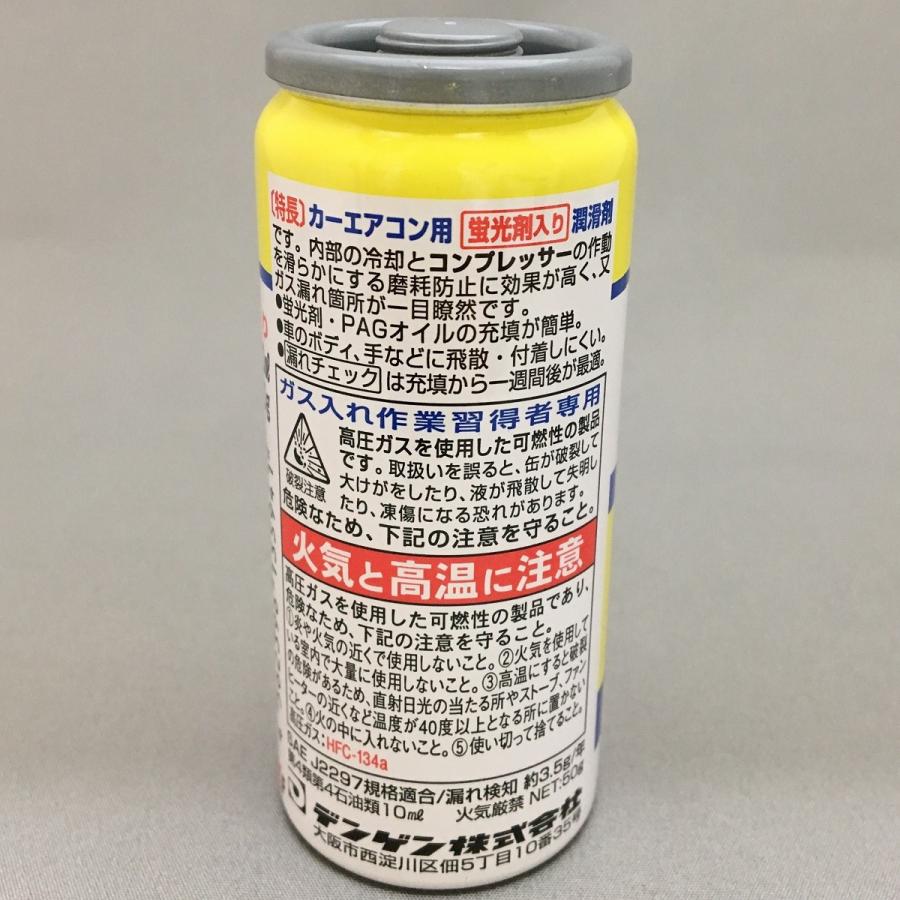 〔特長〕カーエアコン用 蛍光剤入り 潤滑剤
です。内部の冷却とコンプレッサーの作動
を滑らかにする磨耗防止に効果が高く、又
ガス漏れ箇所が一目瞭然です。
●蛍光剤・PAGオイルの充填が簡単。
●車のボディ、手などに飛散・付着しにくい。
●漏れチェックは充填から一週間後が最適。
ガス入れ作業習得者専用
高圧ガスを使用した可燃性の製品
です。取扱いを誤ると、缶が破裂して
大けがをしたり、液が飛散して失明し
たり、凍傷になる恐れがあります。
破裂注意
危険なため、下記の注意を守ること。
火気と高温に注意
高圧ガスを使用した可燃性の製品であり、
危険なため、下記の注意を守ること。
①炎や火気の近くで使用しないこと。②火気を使用して
いる室内で大量に使用しないこと。③高温にすると破裂
の危険があるため、直射日光の当たる所やストーブ、ファン
ヒーターの近くなど温度が40度以上となる所に置かない
こと。④火の中に入れないこと。⑤使い切って捨てること。
高圧ガス:HFC-134a
SAE J2297規格適合/漏れ検知 約3.5g/年
第4類第4石油類10㎖ 火気厳禁 NET:50g
デンゲン株式会社
大阪市西淀川区佃5丁目10番35号